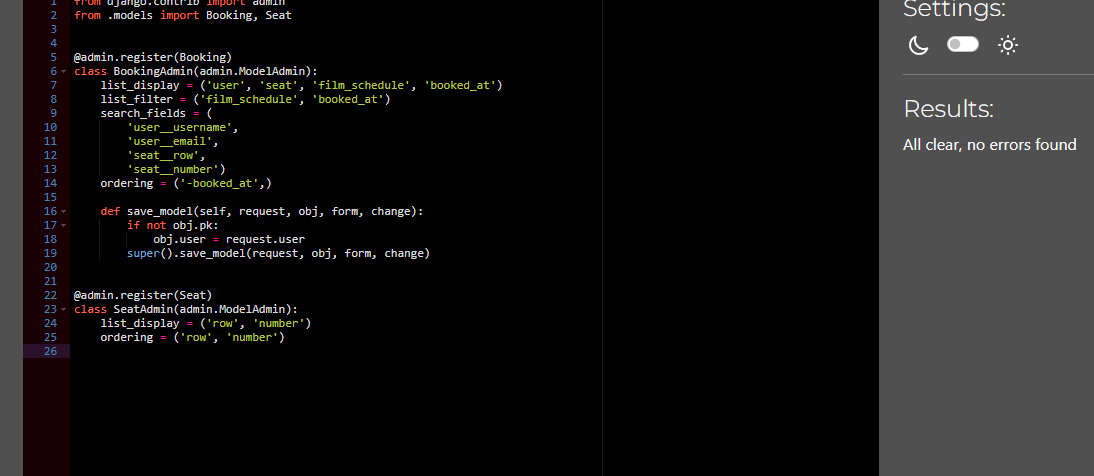 1 from django.contrib import admin
2 from .models import Booking, Seat
3
4
5 @admin.register(Booking)
6 class BookingAdmin(admin.ModelAdmin):
7     list_display = ('user', 'seat', 'film_schedule', 'booked_at')
8     list_filter = ('film_schedule', 'booked_at')
9     search_fields = (
10         'user__username',
11         'user__email',
12         'seat__row',
13         'seat__number')
14     ordering = ('-booked_at',)
15
16     def save_model(self, request, obj, form, change):
17         if not obj.pk:
18             obj.user = request.user
19         super().save_model(request, obj, form, change)
20
21
22 @admin.register(Seat)
23 class SeatAdmin(admin.ModelAdmin):
24     list_display = ('row', 'number')
25     ordering = ('row', 'number')
26
Settings:
Results:
All clear, no errors found